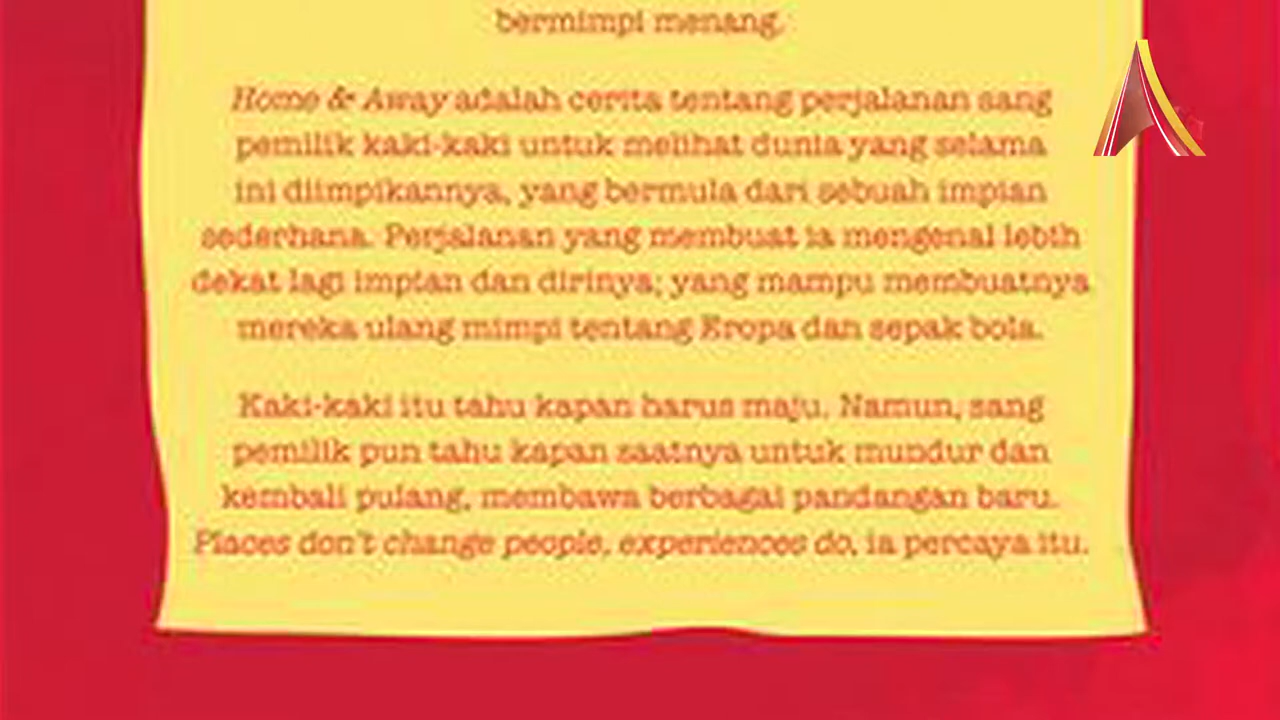 bermimpi menang.
Home & Away adalah cerita tentang perjalanan sang
pemilik kaki-kaki untuk melihat dunia yang selama
ini diimpikannya, yang bermula dari sebuah impian
sederhana. Perjalanan yang membuat ia mengenal lebih
dekat lagi impian dan dirinya; yang mampu membuatnya
mereka ulang mimpi tentang Eropa dan sepak bola.
Kaki-kaki itu tahu kapan harus maju. Namun, sang
pemilik pun tahu kapan saatnya untuk mundur dan
kembali pulang, membawa berbagai pandangan baru.
Places don't change people, experiences do, ia percaya itu.